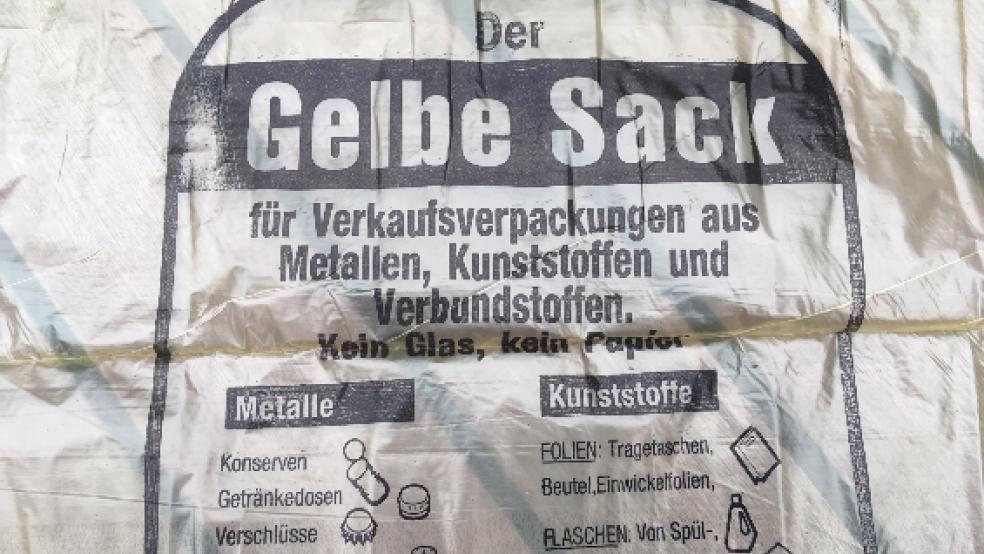 Der
Gelbe Sack
für Verkaufsverpackungen aus
Metallen, Kunststoffen und
Verbundstoffen.
Kein Glas, kein Papier
Metalle
Konserven
Getränkedosen
Verschlüsse
Kunststoffe
FOLIEN: Tragetaschen,
Beutel,Einwickelfolien,
FLASCHEN: Von Spül-,